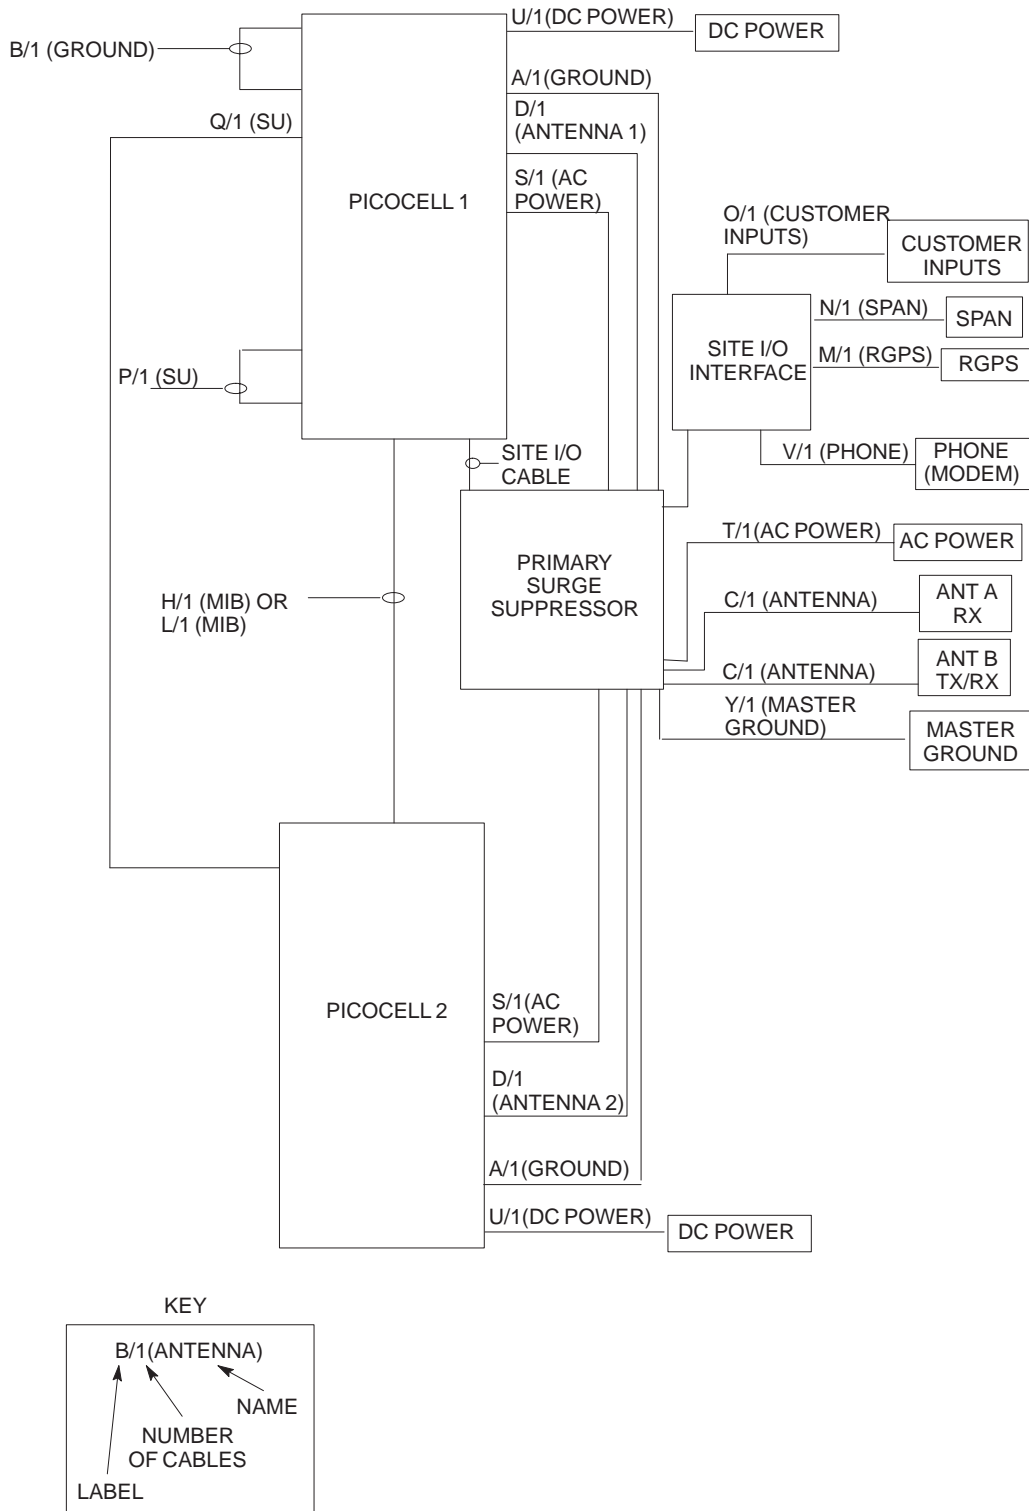 U/1(DC POWER)
DC POWER
B/1 (GROUND)
A/1(GROUND)
D/1
(ANTENNA 1)
Q/1 (SU)
S/1 (AC
POWER)
PICOCELL 1
O/1 (CUSTOMER
INPUTS)
CUSTOMER
INPUTS
N/1 (SPAN)
SPAN
SITE I/O
INTERFACE
M/1 (RGPS)
RGPS
P/1 (SU)
SITE I/O
CABLE
V/1 (PHONE)
PHONE
(MODEM)
T/1(AC POWER)
AC POWER
PRIMARY
SURGE
SUPPRESSOR
H/1 (MIB) OR
L/1 (MIB)
C/1 (ANTENNA)
ANT A
RX
C/1 (ANTENNA)
ANT B
TX/RX
Y/1 (MASTER
GROUND)
MASTER
GROUND
PICOCELL 2
S/1(AC
POWER)
D/1
(ANTENNA 2)
A/1(GROUND)
U/1(DC POWER)
DC POWER
KEY
B/1(ANTENNA)
NAME
NUMBER
OF CABLES
LABEL